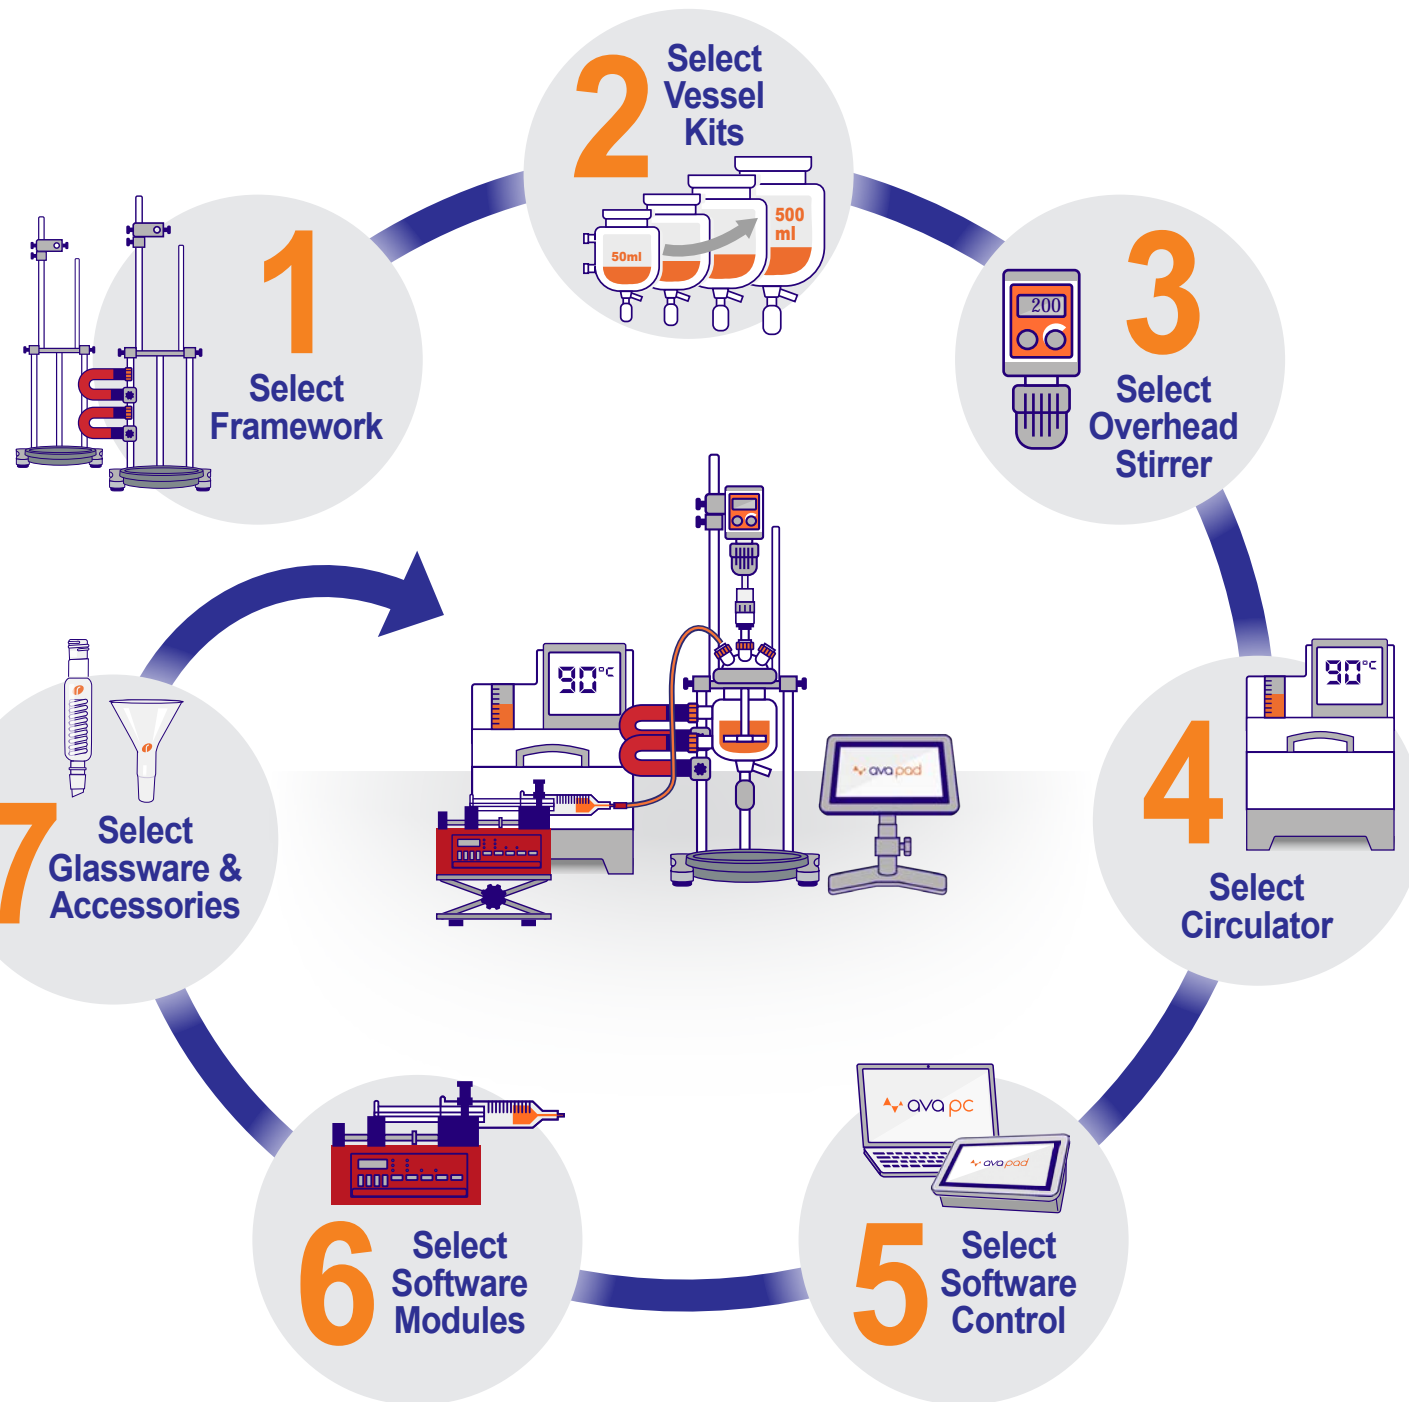 1
Select
Framework
2
Select
Vessel
Kits
50ml
500
ml
3
200
Select
Overhead
Stirrer
4
90°C
Select
Circulator
5
ava pc
ava pad
Select
Software
Control
6
Select
Software
Modules
7
Select
Glassware &
Accessories
90°C
ava pad